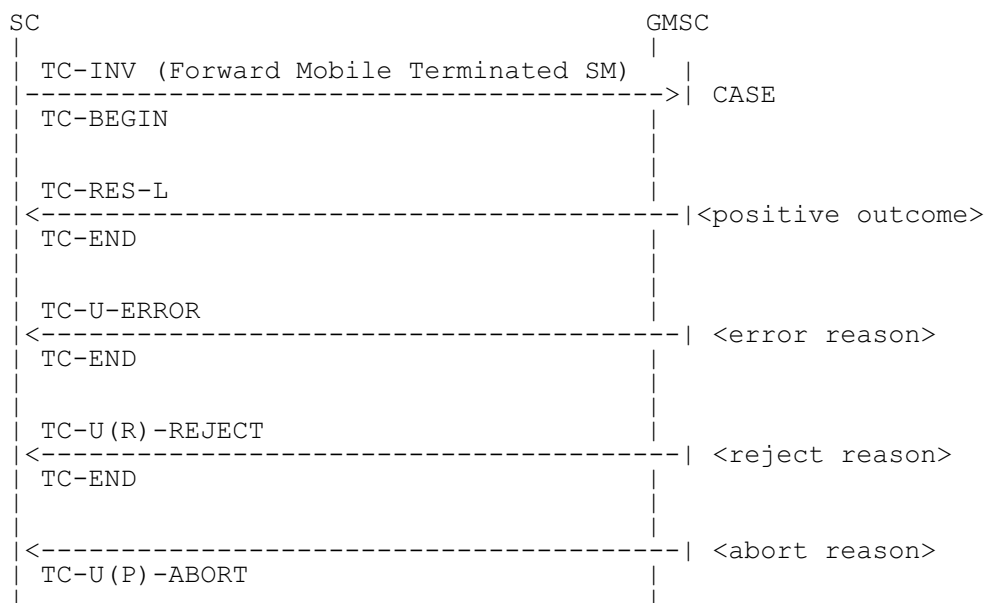 SC GMSC
TC-INV (Forward Mobile Terminated SM)
CASE
TC-BEGIN
TC-RES-L
<positive outcome>
TC-END
TC-U-ERROR
<error reason>
TC-END
TC-U(R)-REJECT
<reject reason>
TC-END
<abort reason>
TC-U(P)-ABORT